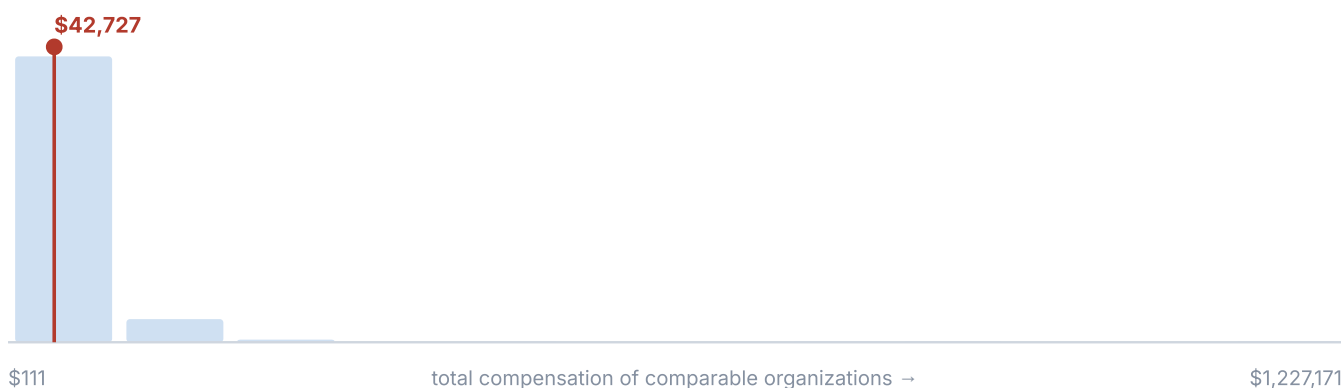 $42,727
$111
total compensation of comparable organizations →
$1,227,171